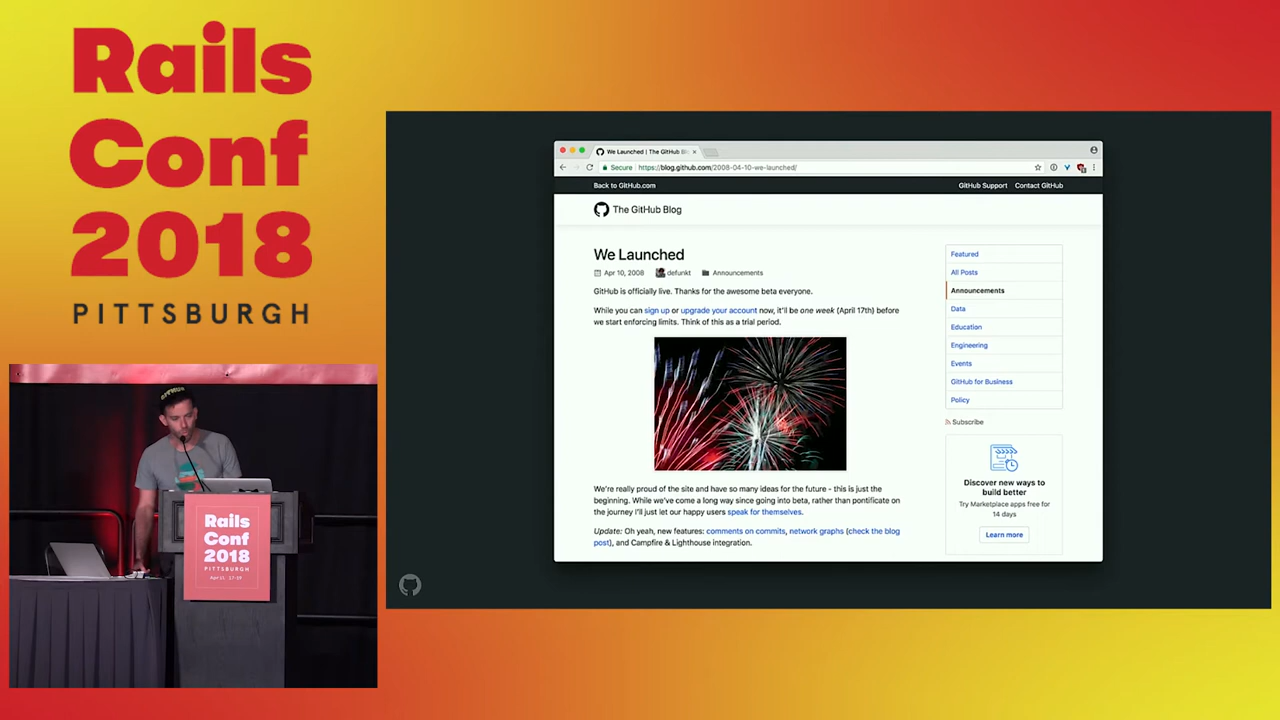 Rails
Conf
2018
PITTSBURGH
Rails
Conf
2018
PITTSBURGH
We Launched | The GitHub Bl
Secure https://blog.github.com/2008-04-10-we-launched/
Back to GitHub.com
GitHub Support Contact GitHub
The GitHub Blog
We Launched
Apr 10, 2008 defunkt Announcements
GitHub is officially live. Thanks for the awesome beta everyone.
While you can sign up or upgrade your account now, it'll be one week (April 17th) before
we start enforcing limits. Think of this as a trial period.
We're really proud of the site and have so many ideas for the future - this is just the
beginning. While we've come a long way since going into beta, rather than pontificate on
the journey I'll just let our happy users speak for themselves.
Update: Oh yeah, new features: comments on commits, network graphs (check the blog
post), and Campfire & Lighthouse integration.
Featured
All Posts
Announcements
Data
Education
Engineering
Events
GitHub for Business
Policy
Subscribe
Discover new ways to
build better
Try Marketplace apps free for
14 days
Learn more